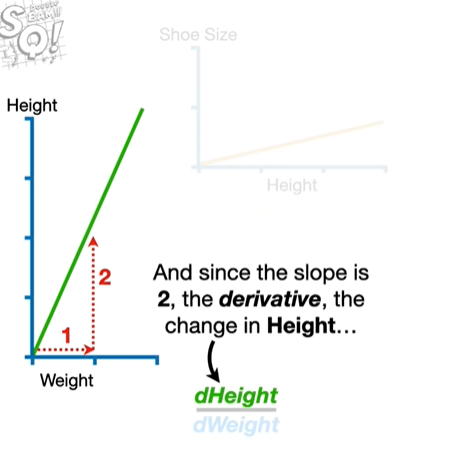 SQ!
Shoe Size
Height
Height
2
1
Weight
And since the slope is
2, the derivative, the
change in Height...
dHeight
dWeight